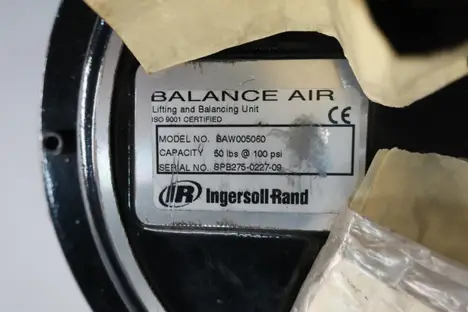 BALANCE AIR
Lifting and Balancing Unit
ISO 9001 CERTIFIED
CE
MODEL NO. BAW005060
CAPACITY 50 lbs @ 100 psi
SERIAL NO. SPB275-0227-09
IR Ingersoll-Rand